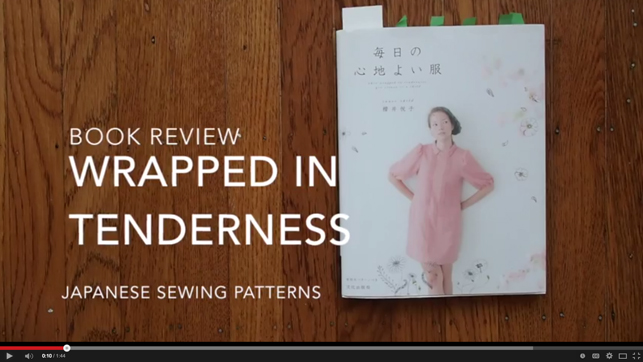 BOOK REVIEW:
WRAPPED IN
TENDERNESS
JAPANESE SEWING PATTERNS
毎日の
心地よい服
0:10 / 1:44